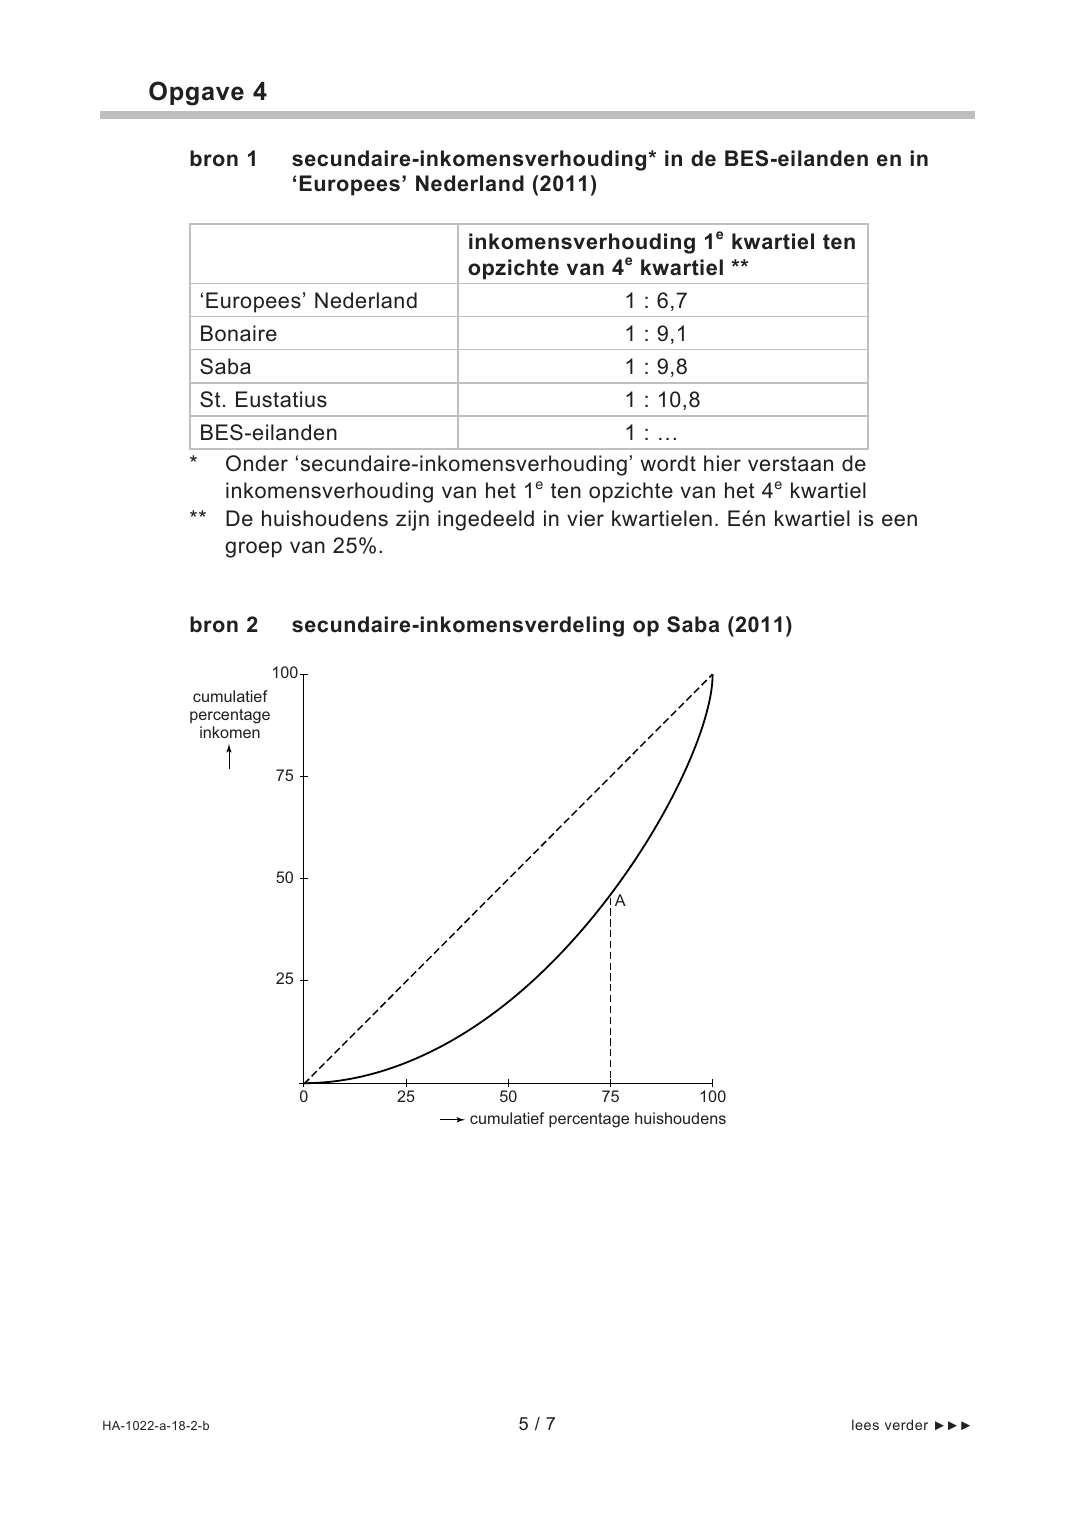 Opgave 4
bron 1 secundaire-inkomensverhouding* in de BES-eilanden en in
‘Europees’ Nederland (2011)
inkomensverhouding 1e kwartiel ten
opzichte van 4e kwartiel **
‘Europees’ Nederland 1 : 6,7
Bonaire 1 : 9,1
Saba 1 : 9,8
St. Eustatius 1 : 10,8
BES-eilanden 1 : …
* Onder ‘secundaire-inkomensverhouding’ wordt hier verstaan de
inkomensverhouding van het 1e ten opzichte van het 4e kwartiel
** De huishoudens zijn ingedeeld in vier kwartielen. Eén kwartiel is een
groep van 25%.
bron 2 secundaire-inkomensverdeling op Saba (2011)
100
cumulatief
percentage
inkomen
75
50
A
25
0 25 50 75 100
cumulatief percentage huishoudens
HA-1022-a-18-2-b 5 / 7 lees verder ►►►